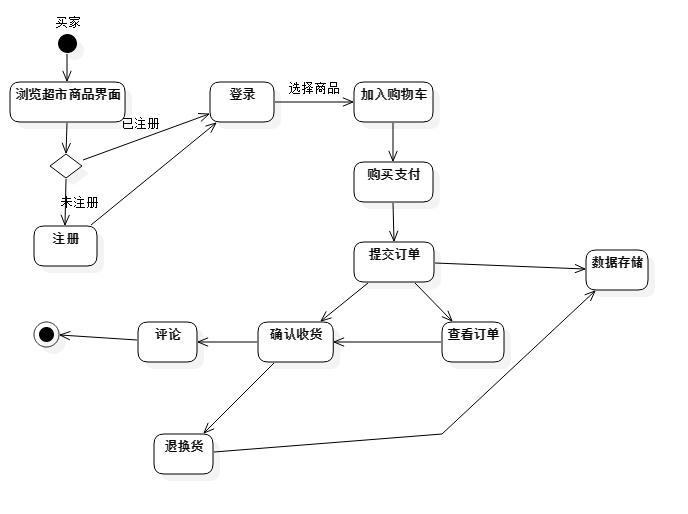 买家
浏览超市商品界面
登录
选择商品
加入购物车
已注册
购买支付
未注册
注册
提交订单
数据存储
评论
确认收货
查看订单
退换货